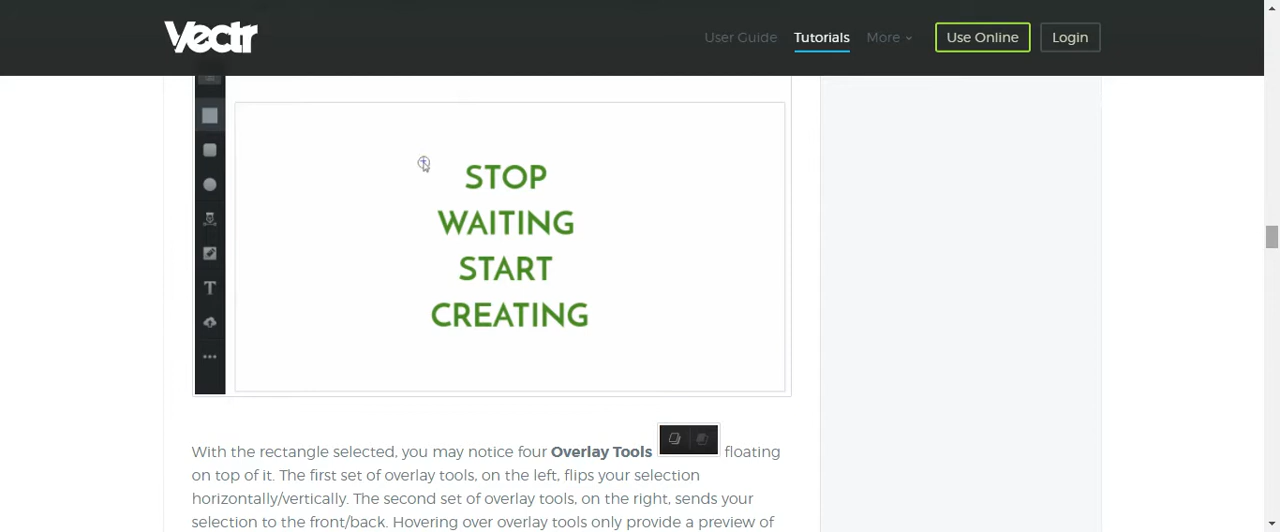 Vectr
User Guide
Tutorials
More
Use Online
Login
STOP
WAITING
START
CREATING
T
With the rectangle selected, you may notice four Overlay Tools floating
on top of it. The first set of overlay tools, on the left, flips your selection
horizontally/vertically. The second set of overlay tools, on the right, sends your
selection to the front/back. Hovering over overlay tools only provide a preview of